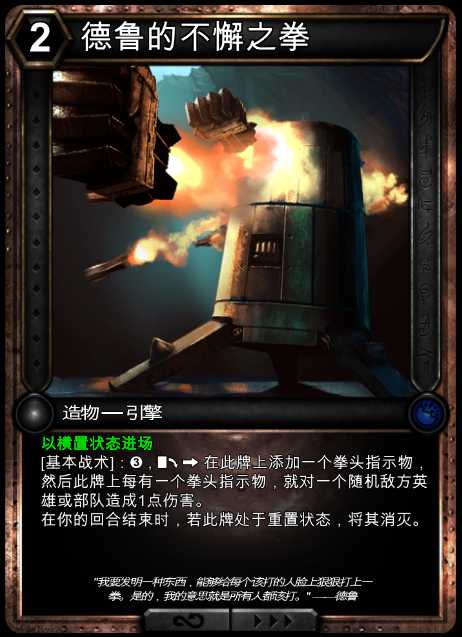 2 德鲁的不懈之拳
造物—引擎
以横置状态进场
[基本战术]:❸,➡ 在此牌上添加一个拳头指示物,
然后此牌上每有一个拳头指示物,就对一个随机敌方英
雄或部队造成1点伤害。
在你的回合结束时,若此牌处于重置状态,将其消灭。
"我要发明一种东西,能够给每个该打的人脸上狠狠打上一
拳。是的,我的意思就是所有人都该打。" ——德鲁